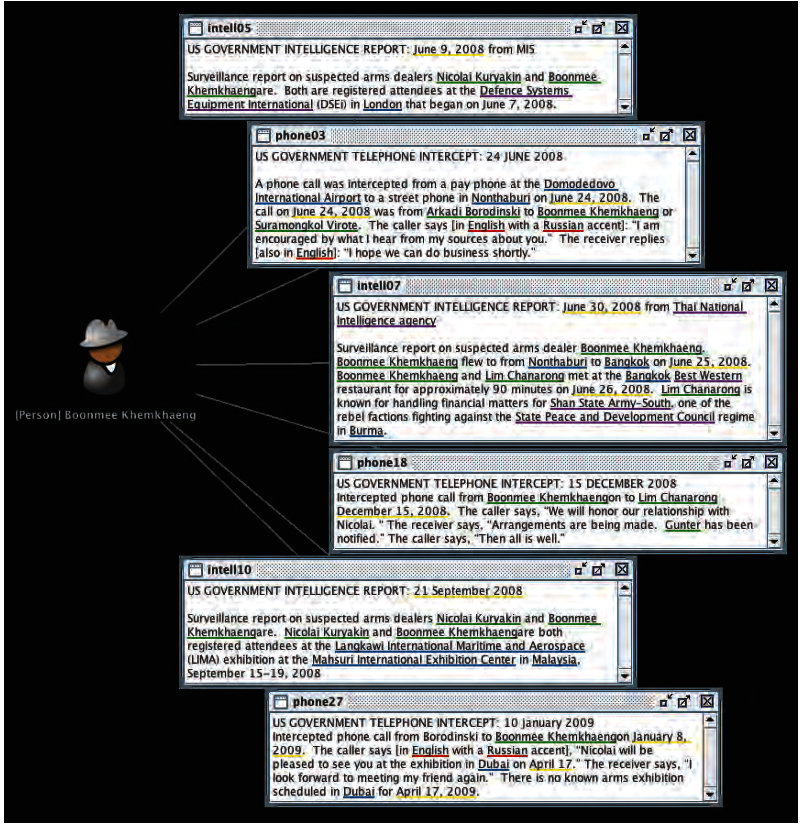 intell05
US GOVERNMENT INTELLIGENCE REPORT: June 9, 2008 from MI5
Surveillance report on suspected arms dealers Nicolai Kuryakin and Boonmee
Khemkhaengare. Both are registered attendees at the Defence Systems
Equipment International (DSEi) in London that began on June 7, 2008.
phone03
US GOVERNMENT TELEPHONE INTERCEPT: 24 JUNE 2008
A phone call was intercepted from a pay phone at the Domodedovo
International Airport to a street phone in Nonthaburi on June 24, 2008. The
call on June 24, 2008 was from Arkadi Borodinski to Boonmee Khemkhaeng or
Suramongkol Virote. The caller says [in English with a Russian accent]: "I am
encouraged by what I hear from my sources about you." The receiver replies
[also in English]: "I hope we can do business shortly."
intell07
US GOVERNMENT INTELLIGENCE REPORT: June 30, 2008 from Thai National
Intelligence agency
Surveillance report on suspected arms dealer Boonmee Khemkhaeng.
Boonmee Khemkhaeng flew to from Nonthaburi to Bangkok on June 25, 2008.
Boonmee Khemkhaeng and Lim Chanarong met at the Bangkok Best Western
restaurant for approximately 90 minutes on June 26, 2008. Lim Chanarong is
known for handling financial matters for Shan State Army-South, one of the
rebel factions fighting against the State Peace and Development Council regime
in Burma.
[Person] Boonmee Khemkhaeng
phone18
US GOVERNMENT TELEPHONE INTERCEPT: 15 DECEMBER 2008
Intercepted phone call from Boonmee Khemkhaengon to Lim Chanarong
December 15, 2008. The caller says, "We will honor our relationship with
Nicolai. " The receiver says, "Arrangements are being made. Gunter has been
notified." The caller says, "Then all is well."
intell10
US GOVERNMENT INTELLIGENCE REPORT: 21 September 2008
Surveillance report on suspected arms dealers Nicolai Kuryakin and Boonmee
Khemkhaengare. Nicolai Kuryakin and Boonmee Khemkhaengare both
registered attendees at the Langkawi International Maritime and Aerospace
(LIMA) exhibition at the Mahsuri International Exhibition Center in Malaysia,
September 15-19, 2008
phone27
US GOVERNMENT TELEPHONE INTERCEPT: 10 January 2009
Intercepted phone call from Borodinski to Boonmee Khemkhaengon January 8,
2009. The caller says [in English with a Russian accent], "Nicolai will be
pleased to see you at the exhibition in Dubai on April 17." The receiver says, "I
look forward to meeting my friend again." There is no known arms exhibition
scheduled in Dubai for April 17, 2009.